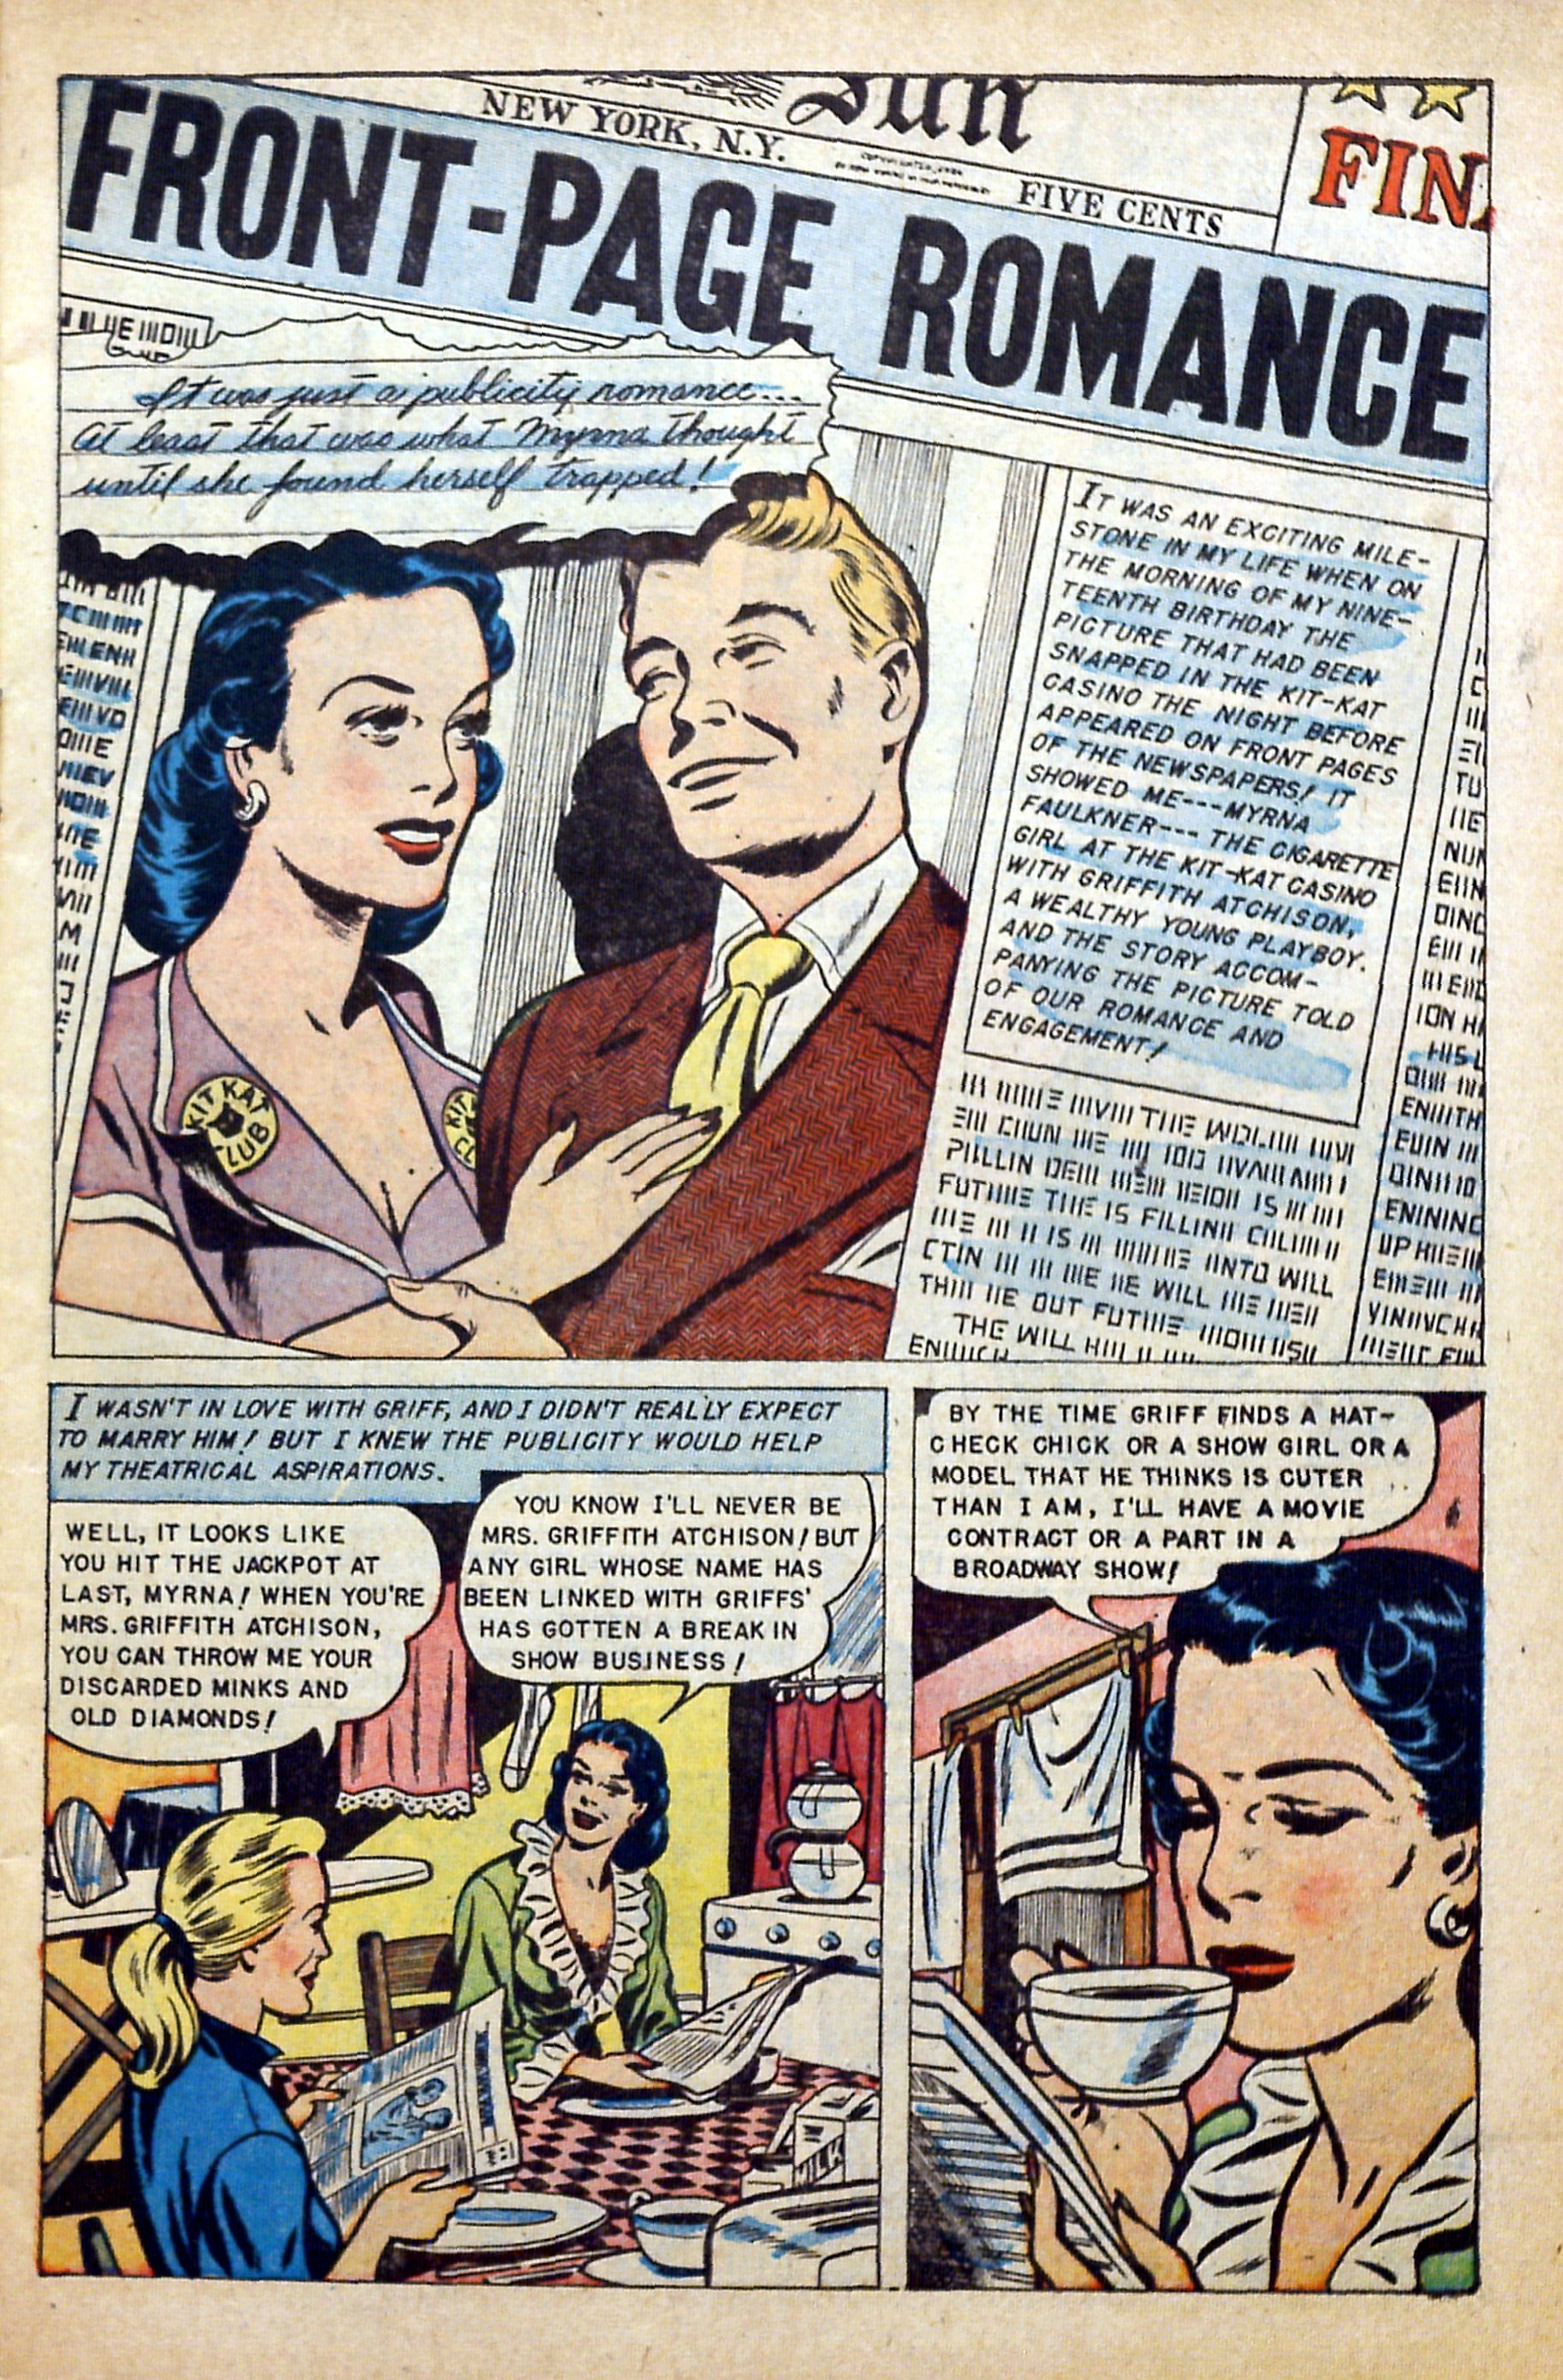 Sun
NEW YORK, N.Y.
FIVE CENTS
FIN
FRONT-PAGE ROMANCE
It was just a publicity romance...
At least that was what Myrna thought
until she found herself trapped!
IT WAS AN EXCITING MILE-
STONE IN MY LIFE WHEN ON
THE MORNING OF MY NINE-
TEENTH BIRTHDAY THE
PICTURE THAT HAD BEEN
SNAPPED IN THE KIT-KAT
CASINO THE NIGHT BEFORE
APPEARED ON FRONT PAGES
OF THE NEWSPAPERS! IT
SHOWED ME---MYRNA
FAULKNER--- THE CIGARETTE
GIRL AT THE KIT-KAT CASINO
WITH GRIFFITH ATCHISON,
A WEALTHY YOUNG PLAYBOY.
AND THE STORY ACCOM-
PANYING THE PICTURE TOLD
OF OUR ROMANCE AND
ENGAGEMENT!
KIT KAT
CLUB
KIT
CL
I WASN'T IN LOVE WITH GRIFF, AND I DIDN'T REALLY EXPECT
TO MARRY HIM! BUT I KNEW THE PUBLICITY WOULD HELP
MY THEATRICAL ASPIRATIONS.
WELL, IT LOOKS LIKE
YOU HIT THE JACKPOT AT
LAST, MYRNA! WHEN YOU'RE
MRS. GRIFFITH ATCHISON,
YOU CAN THROW ME YOUR
DISCARDED MINKS AND
OLD DIAMONDS!
YOU KNOW I'LL NEVER BE
MRS. GRIFFITH ATCHISON! BUT
ANY GIRL WHOSE NAME HAS
BEEN LINKED WITH GRIFFS'
HAS GOTTEN A BREAK IN
SHOW BUSINESS!
MILK
BY THE TIME GRIFF FINDS A HAT-
CHECK CHICK OR A SHOW GIRL OR A
MODEL THAT HE THINKS IS CUTER
THAN I AM, I'LL HAVE A MOVIE
CONTRACT OR A PART IN A
BROADWAY SHOW!